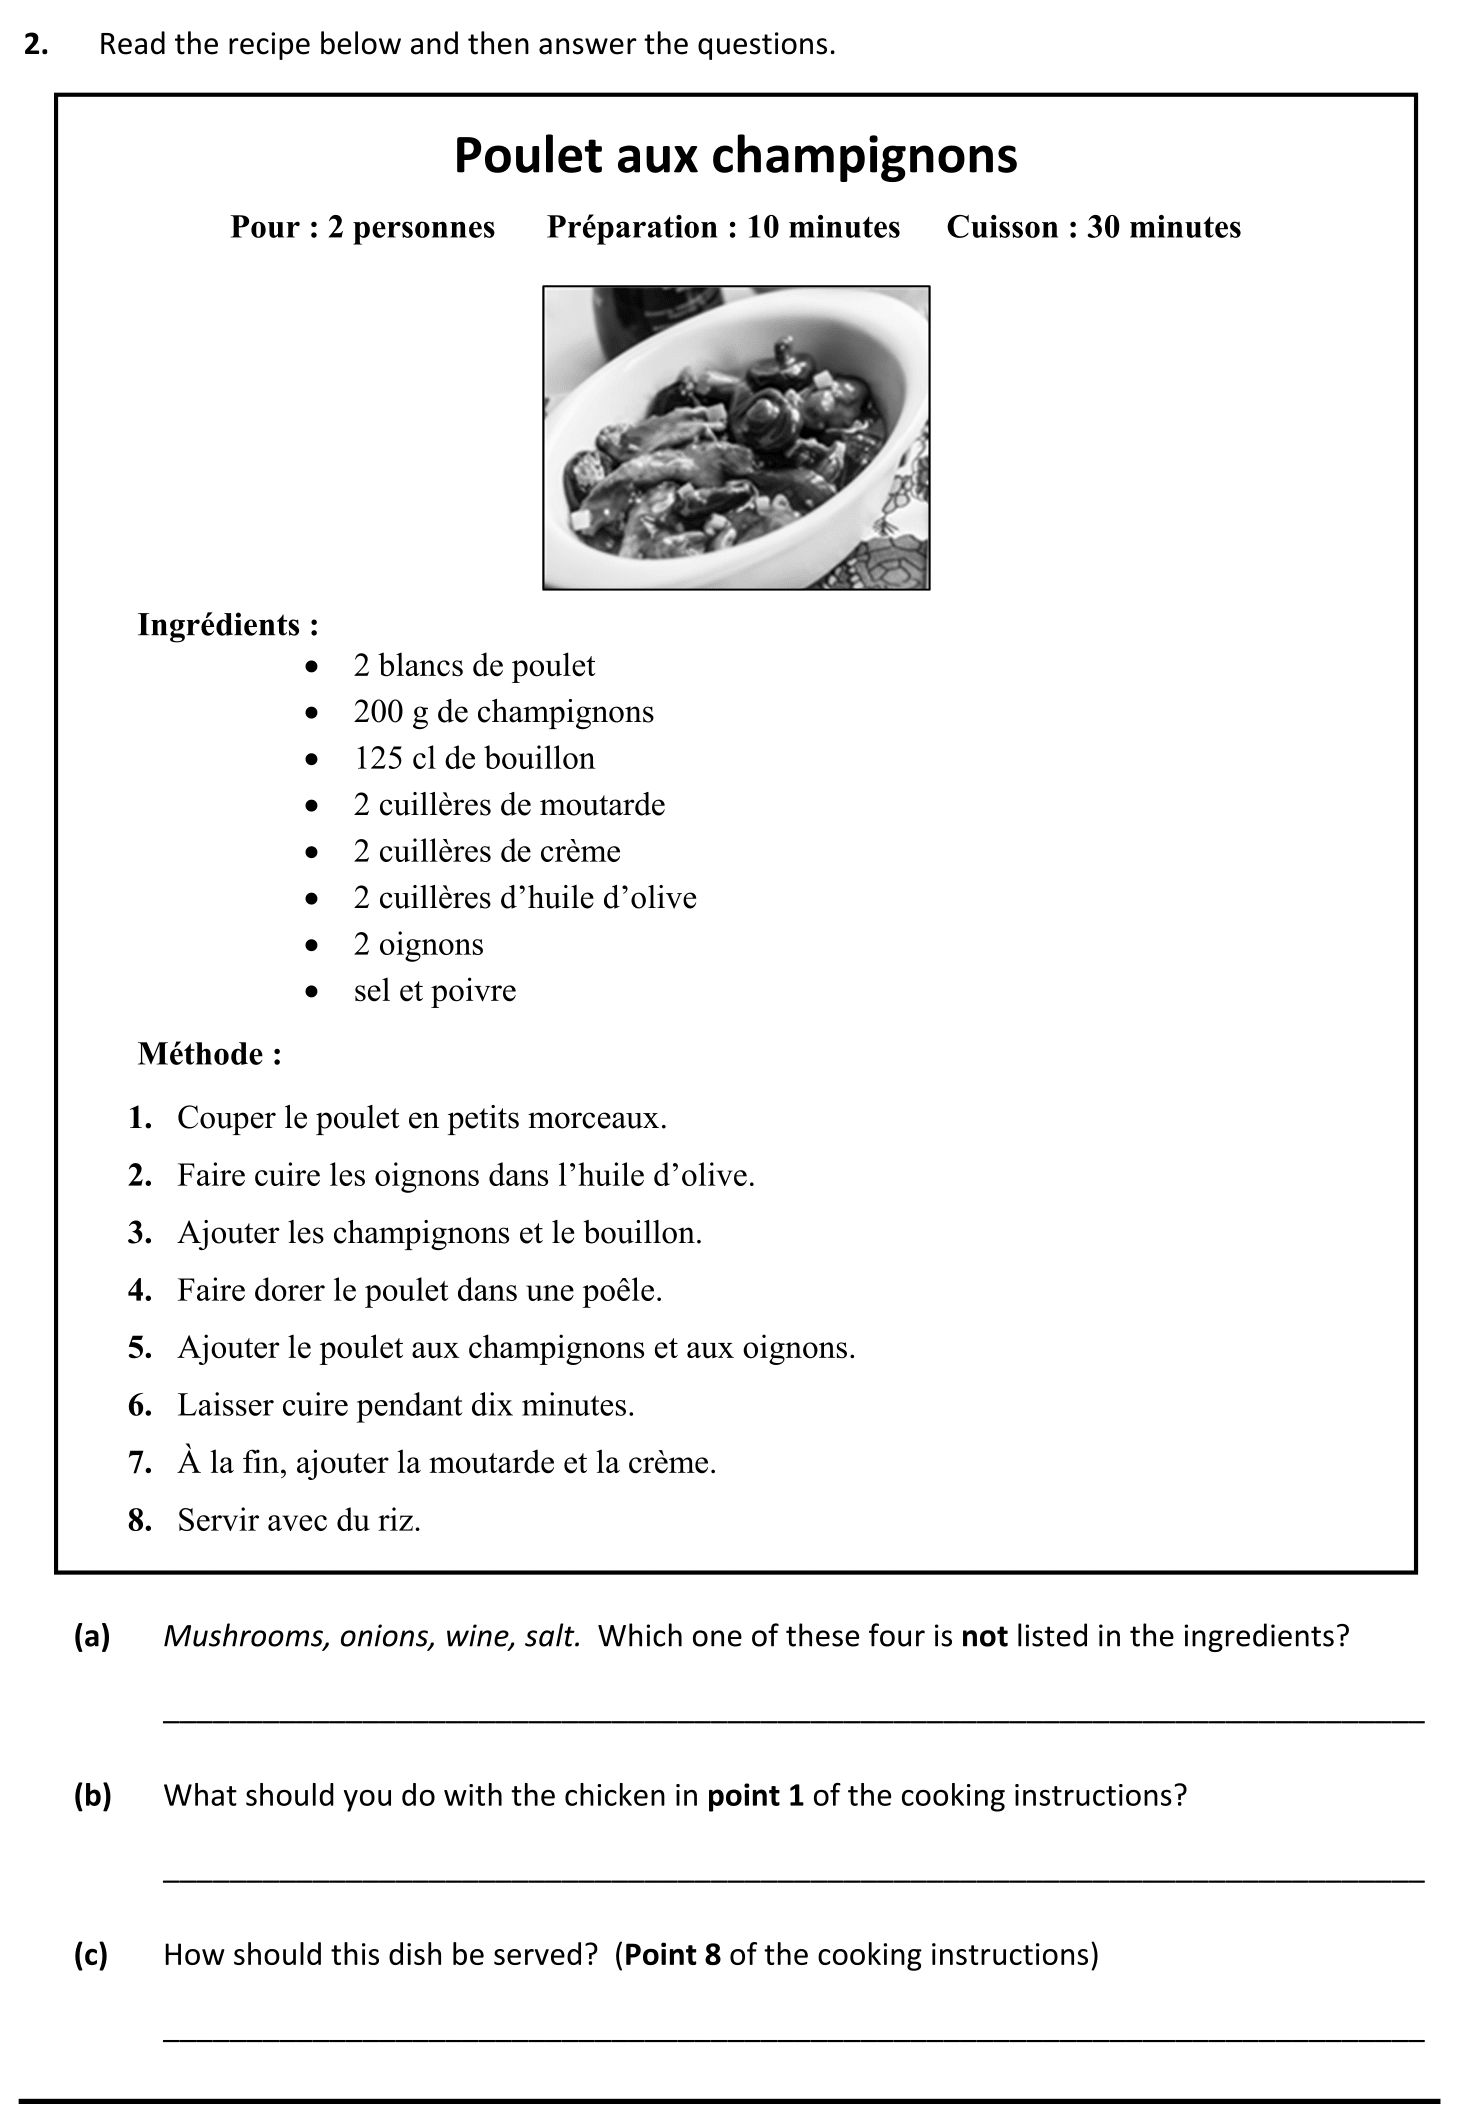 2. Read the recipe below and then answer the questions.
Poulet aux champignons
Pour : 2 personnes Préparation : 10 minutes Cuisson : 30 minutes
Ingrédients :
• 2 blancs de poulet
• 200 g de champignons
• 125 cl de bouillon
• 2 cuillères de moutarde
• 2 cuillères de crème
• 2 cuillères d’huile d’olive
• 2 oignons
• sel et poivre
Méthode :
1. Couper le poulet en petits morceaux.
2. Faire cuire les oignons dans l’huile d’olive.
3. Ajouter les champignons et le bouillon.
4. Faire dorer le poulet dans une poêle.
5. Ajouter le poulet aux champignons et aux oignons.
6. Laisser cuire pendant dix minutes.
7. À la fin, ajouter la moutarde et la crème.
8. Servir avec du riz.
(a) Mushrooms, onions, wine, salt. Which one of these four is not listed in the ingredients?
(b) What should you do with the chicken in point 1 of the cooking instructions?
(c) How should this dish be served? (Point 8 of the cooking instructions)